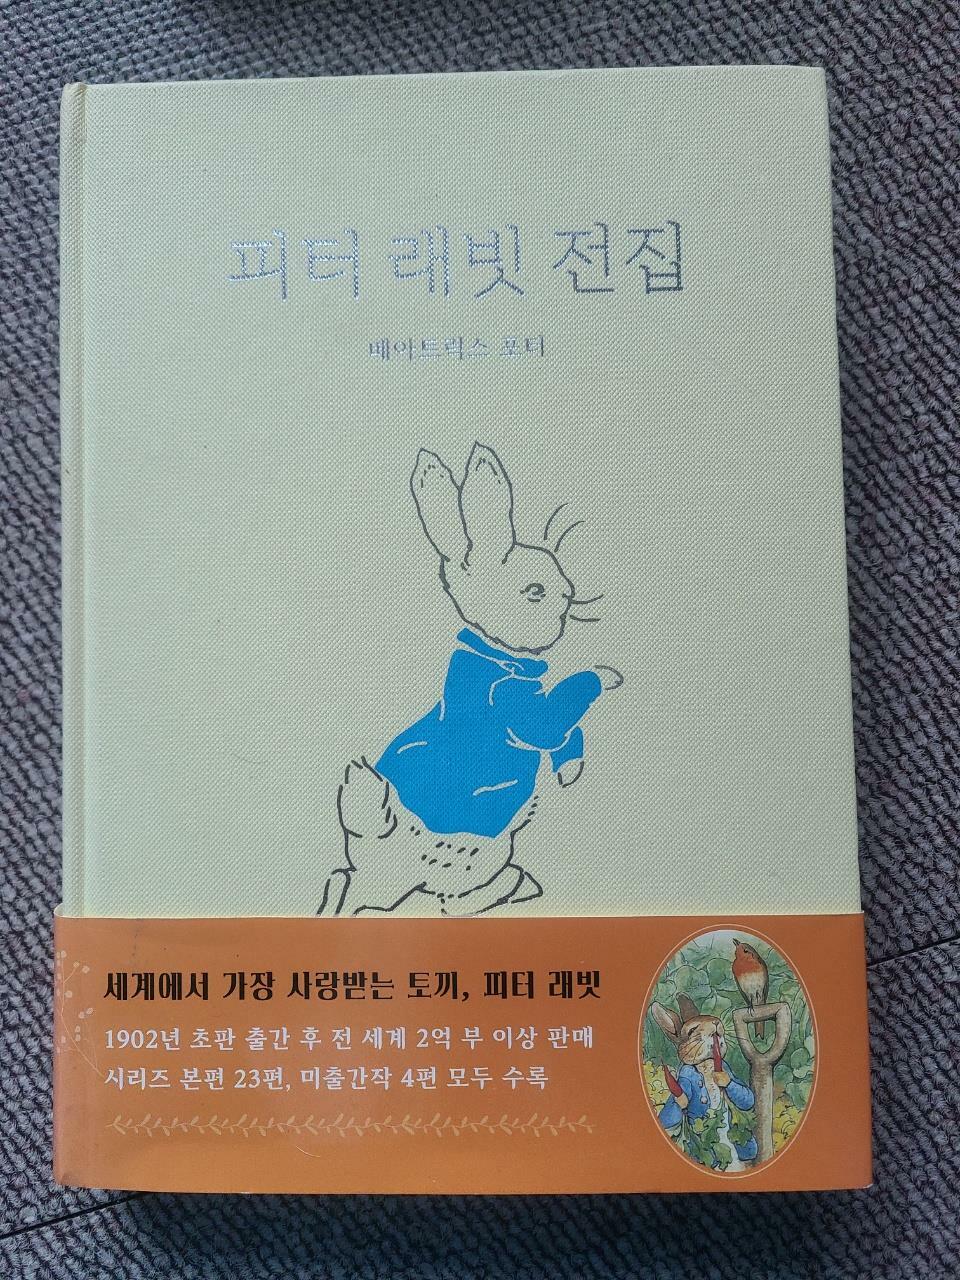 피터 래빗 전집
베아트릭스 포터
세계에서 가장 사랑받는 토끼, 피터 래빗
1902년 초판 출간 후 전 세계 2억 부 이상 판매
시리즈 본편 23편, 미출간작 4편 모두 수록